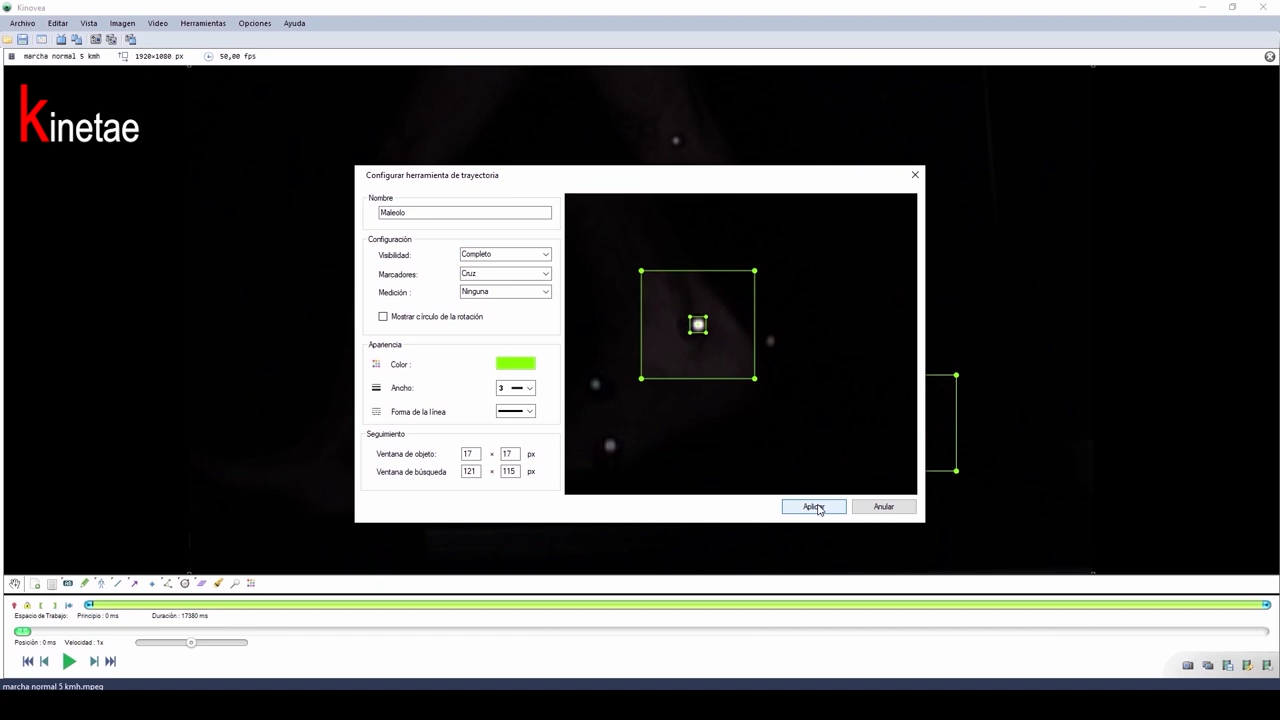 Kinovea
Archivo Editar Vista Imagen Video Herramientas Opciones Ayuda
marcha normal 5 kmh 1920×1080 px 50,00 fps
kinetae
Configurar herramienta de trayectoria
Nombre
Maleolo
Configuración
Visibilidad: Completo
Marcadores: Cruz
Medición : Ninguna
Mostrar círculo de la rotación
Apariencia
Color :
Ancho: 3
Forma de la línea
Seguimiento
Ventana de objeto: 17 × 17 px
Ventana de búsqueda 121 × 115 px
Aplicar Anular
Espacio de Trabajo: Principio : 0 ms Duración : 17380 ms
Posición : 0 ms Velocidad : 1x
marcha normal 5 kmh.mpeg